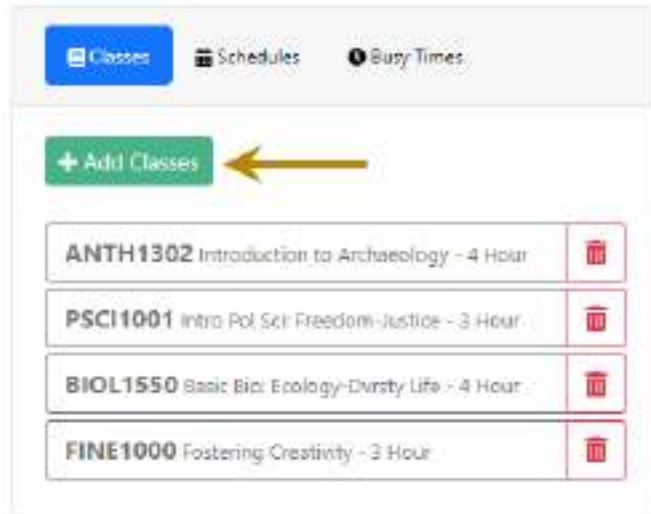 Classes Schedules Busy Times
+ Add Classes
ANTH1302 Introduction to Archaeology - 4 Hour
PSCI1001 Intro Pol Sci: Freedom-Justice - 3 Hour
BIOL1550 Basic Bio: Ecology-Dvrsty Life - 4 Hour
FINE1000 Fostering Creativity - 3 Hour